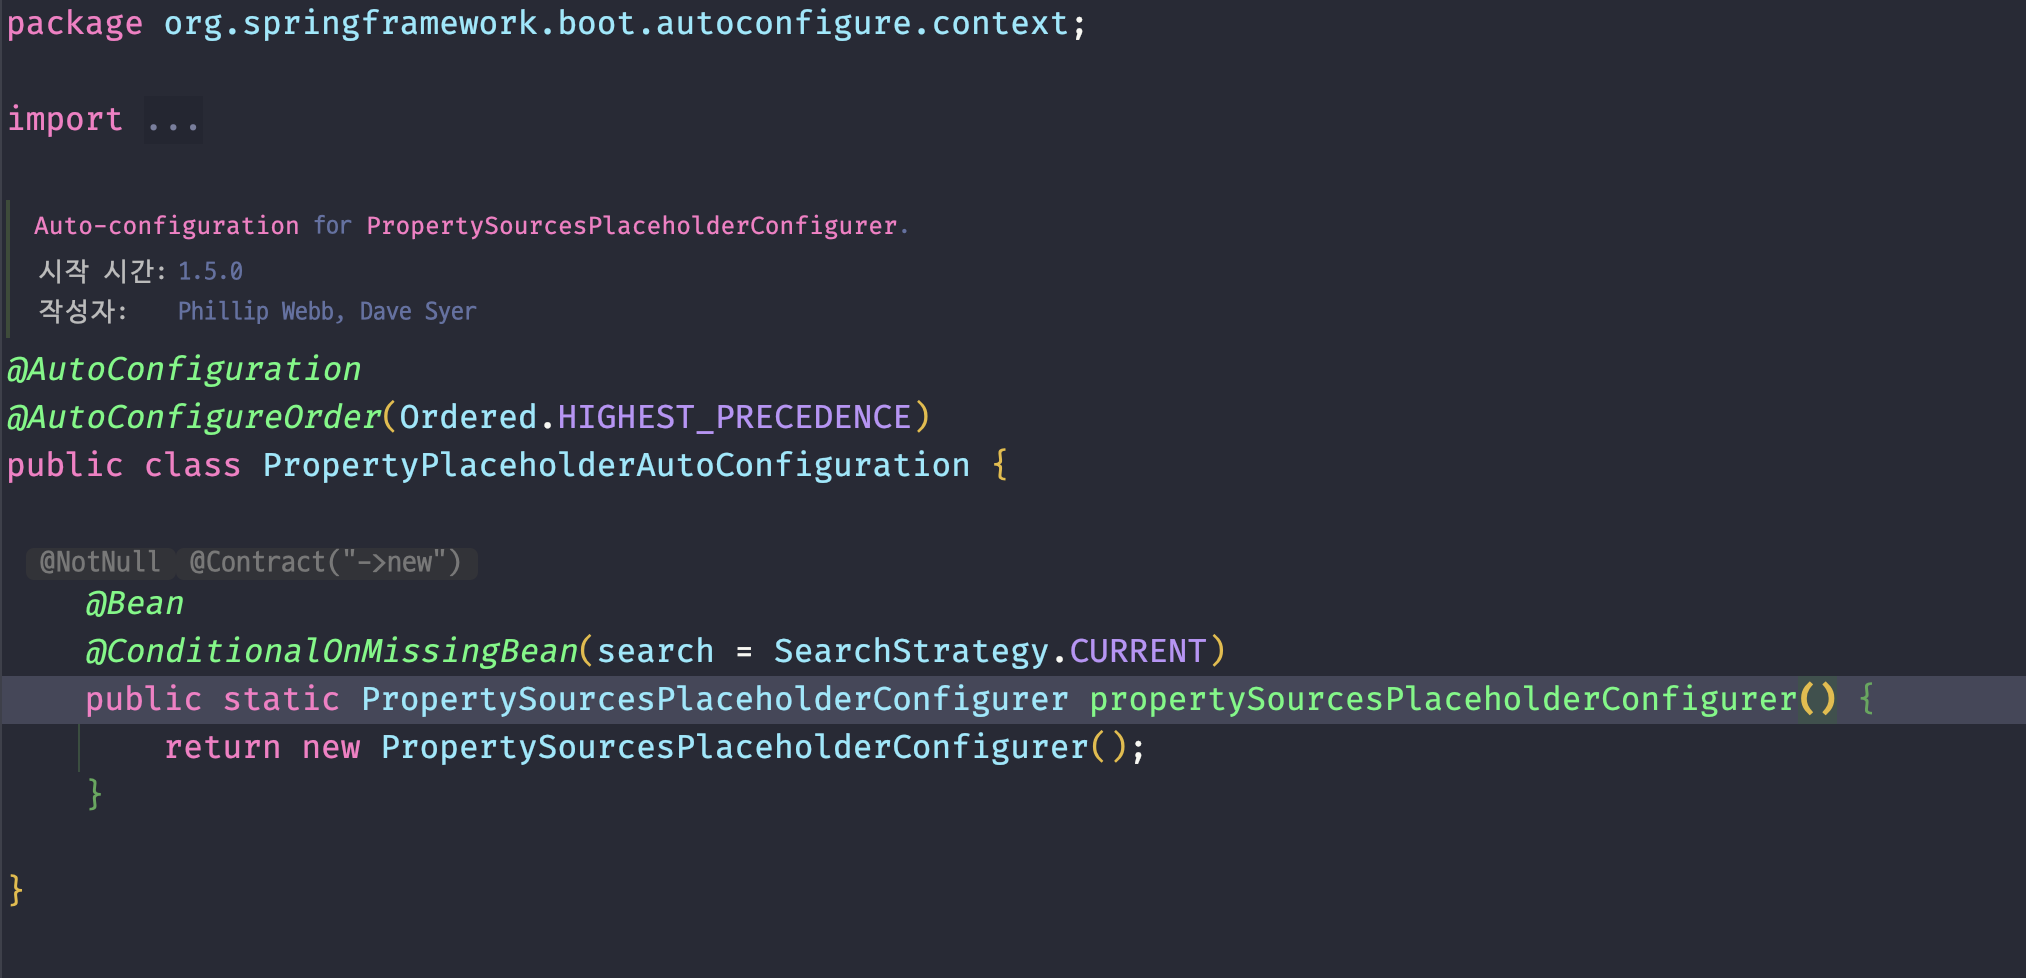 package org.springframework.boot.autoconfigure.context;
import ...
Auto-configuration for PropertySourcesPlaceholderConfigurer.
시작 시간: 1.5.0
작성자: Phillip Webb, Dave Syer
@AutoConfiguration
@AutoConfigureOrder(Ordered.HIGHEST_PRECEDENCE)
public class PropertyPlaceholderAutoConfiguration {
@NotNull @Contract("->new")
@Bean
@ConditionalOnMissingBean(search = SearchStrategy.CURRENT)
public static PropertySourcesPlaceholderConfigurer propertySourcesPlaceholderConfigurer() {
return new PropertySourcesPlaceholderConfigurer();
}
}